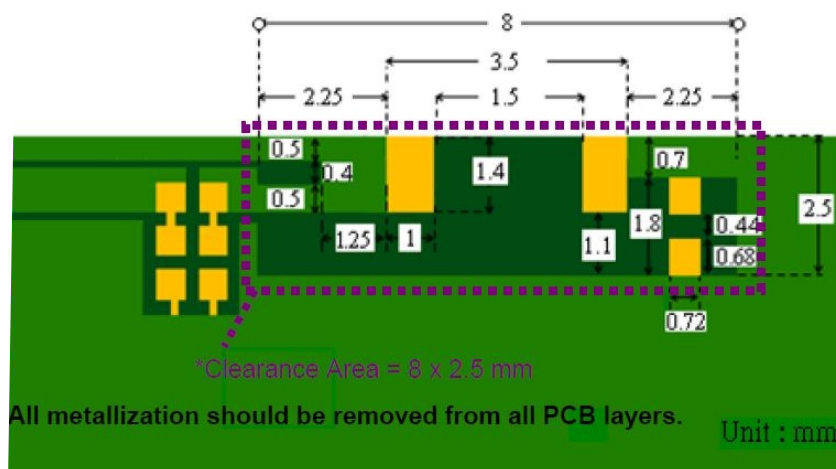 8
3.5
2.25 1.5 2.25
0.5 0.4 0.5 1.4 0.7
1.25 1 1.1 1.8 0.44 0.68 2.5
0.72
*Clearance Area = 8 x 2.5 mm
All metallization should be removed from all PCB layers.
Unit : mm